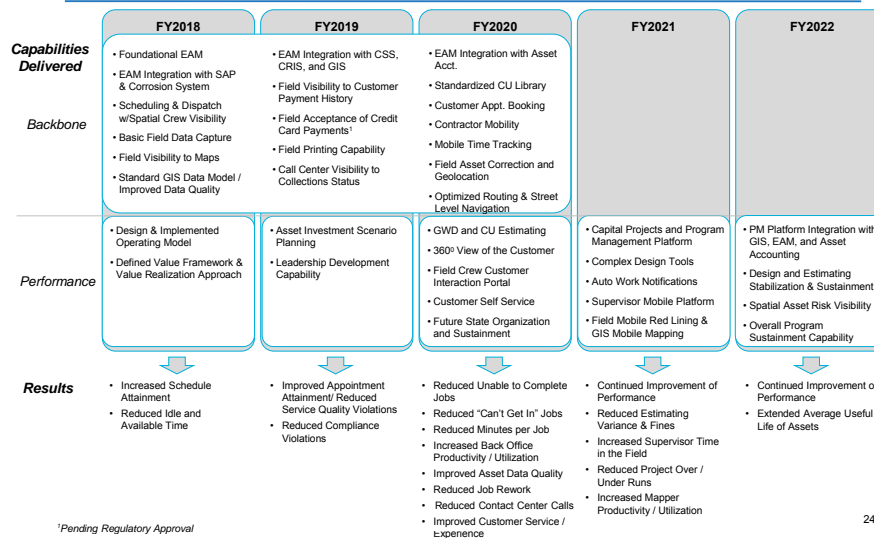 FY2018
FY2019
FY2020
FY2021
FY2022
Capabilities
Delivered
Backbone
• Foundational EAM
• EAM Integration with SAP
& Corrosion System
• Scheduling & Dispatch
w/Spatial Crew Visibility
• Basic Field Data Capture
• Field Visibility to Maps
• Standard GIS Data Model /
Improved Data Quality
• EAM Integration with CSS,
CRIS, and GIS
• Field Visibility to Customer
Payment History
• Field Acceptance of Credit
Card Payments¹
• Field Printing Capability
• Call Center Visibility to
Collections Status
• EAM Integration with Asset
Acct.
• Standardized CU Library
• Customer Appt. Booking
• Contractor Mobility
• Mobile Time Tracking
• Field Asset Correction and
Geolocation
• Optimized Routing & Street
Level Navigation
Performance
• Design & Implemented
Operating Model
• Defined Value Framework &
Value Realization Approach
• Asset Investment Scenario
Planning
• Leadership Development
Capability
• GWD and CU Estimating
• 360⁰ View of the Customer
• Field Crew Customer
Interaction Portal
• Customer Self Service
• Future State Organization
and Sustainment
• Capital Projects and Program
Management Platform
• Complex Design Tools
• Auto Work Notifications
• Supervisor Mobile Platform
• Field Mobile Red Lining &
GIS Mobile Mapping
• PM Platform Integration with
GIS, EAM, and Asset
Accounting
• Design and Estimating
Stabilization & Sustainment
• Spatial Asset Risk Visibility
• Overall Program
Sustainment Capability
Results
• Increased Schedule
Attainment
• Reduced Idle and
Available Time
• Improved Appointment
Attainment/ Reduced
Service Quality Violations
• Reduced Compliance
Violations
• Reduced Unable to Complete
Jobs
• Reduced “Can’t Get In” Jobs
• Reduced Minutes per Job
• Increased Back Office
Productivity / Utilization
• Improved Asset Data Quality
• Reduced Job Rework
• Reduced Contact Center Calls
• Improved Customer Service /
Experience
• Continued Improvement of
Performance
• Reduced Estimating
Variance & Fines
• Increased Supervisor Time
in the Field
• Reduced Project Over /
Under Runs
• Increased Mapper
Productivity / Utilization
• Continued Improvement of
Performance
• Extended Average Useful
Life of Assets
¹Pending Regulatory Approval
24